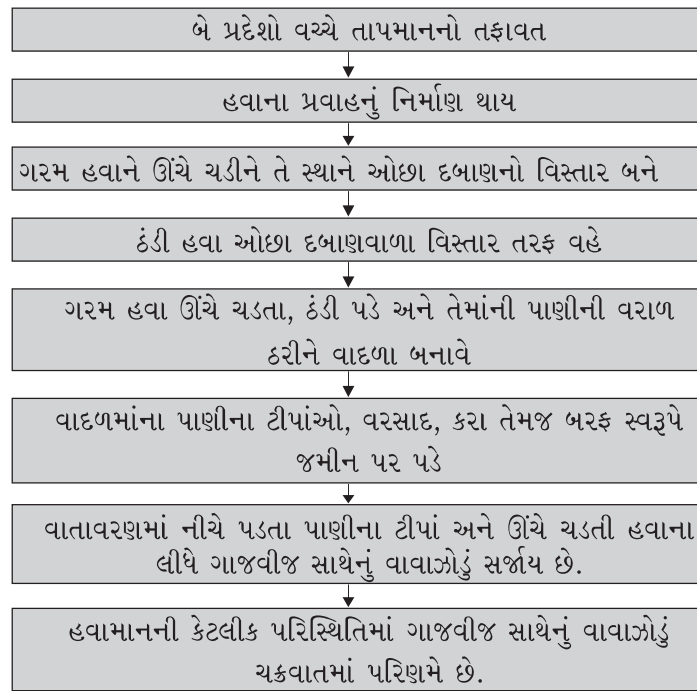 બે પ્રદેશો વચ્ચે તાપમાનનો તફાવત
હવાના પ્રવાહનું નિર્માણ થાય
ગરમ હવાને ઊંચે ચડીને તે સ્થાને ઓછા દબાણનો વિસ્તાર બને
ઠંડી હવા ઓછા દબાણવાળા વિસ્તાર તરફ વહે
ગરમ હવા ઊંચે ચડતા, ઠંડી પડે અને તેમાંની પાણીની વરાળ
ઠરીને વાદળા બનાવે
વાદળમાંના પાણીના ટીપાંઓ, વરસાદ, કરા તેમજ બરફ સ્વરૂપે
જમીન પર પડે
વાતાવરણમાં નીચે પડતા પાણીના ટીપાં અને ઊંચે ચડતી હવાના
લીધે ગાજવીજ સાથેનું વાવાઝોડું સર્જાય છે.
હવામાનની કેટલીક પરિસ્થિતિમાં ગાજવીજ સાથેનું વાવાઝોડું
ચક્રવાતમાં પરિણમે છે.